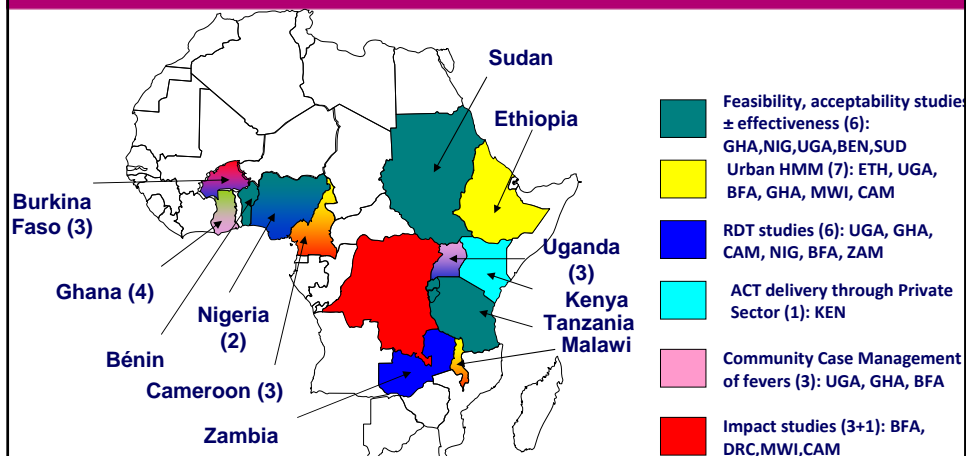 Sudan
Ethiopia
Burkina
Faso (3)
Ghana (4)
Bénin
Nigeria
(2)
Cameroon (3)
Zambia
Uganda
(3)
Kenya
Tanzania
Malawi
Feasibility, acceptability studies
± effectiveness (6):
GHA,NIG,UGA,BEN,SUD
Urban HMM (7): ETH, UGA,
BFA, GHA, MWI, CAM
RDT studies (6): UGA, GHA,
CAM, NIG, BFA, ZAM
ACT delivery through Private
Sector (1): KEN
Community Case Management
of fevers (3): UGA, GHA, BFA
Impact studies (3+1): BFA,
DRC,MWI,CAM